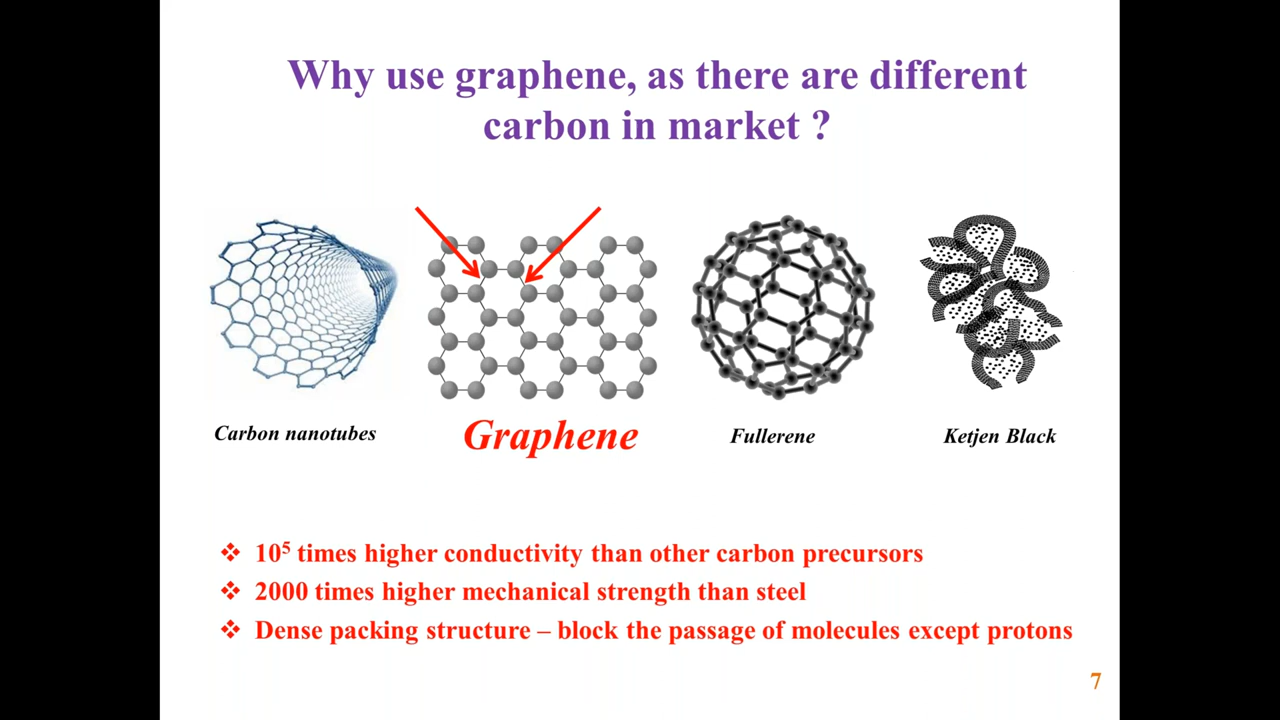 Why use graphene, as there are different
carbon in market ?
Carbon nanotubes
Graphene
Fullerene
Ketjen Black
❖ 10⁵ times higher conductivity than other carbon precursors
❖ 2000 times higher mechanical strength than steel
❖ Dense packing structure – block the passage of molecules except protons
7